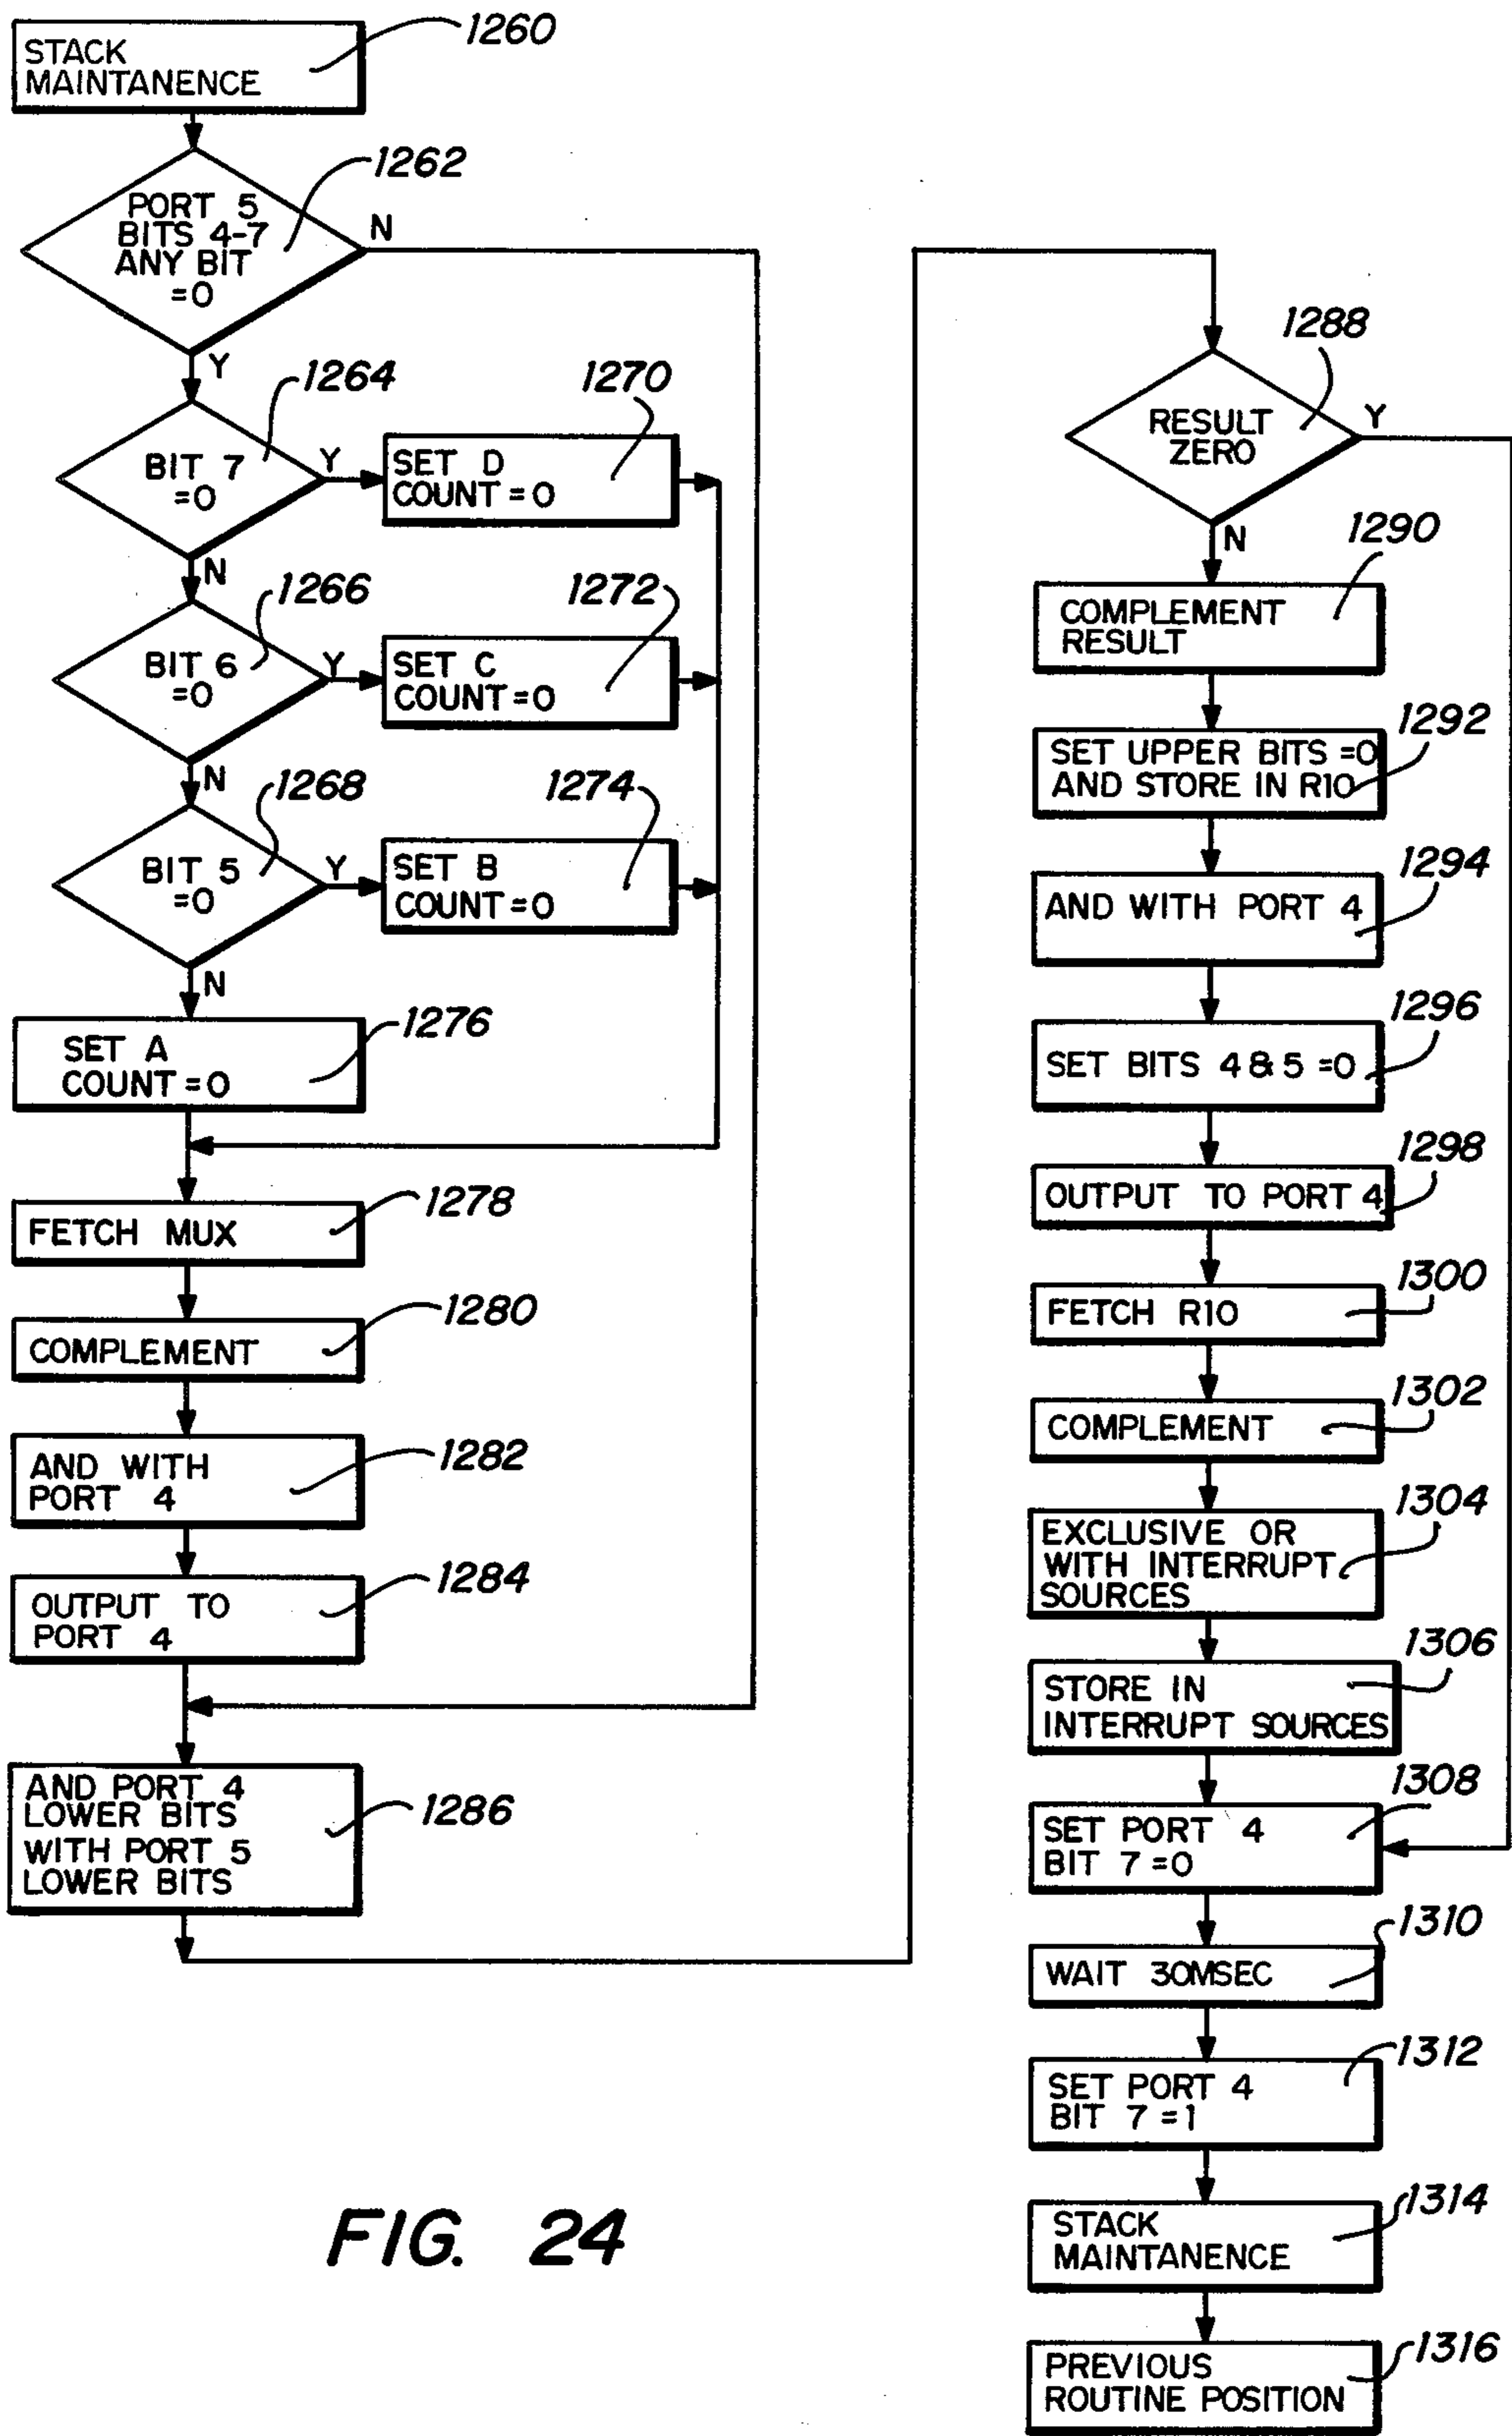 STACK
MAINTANENCE
1260
PORT 5
BITS 4-7
ANY BIT
=0
1262
N
Y
BIT 7
=0
1264
Y
SET D
COUNT=0
1270
N
BIT 6
=0
1266
Y
SET C
COUNT=0
1272
N
BIT 5
=0
1268
Y
SET B
COUNT=0
1274
N
SET A
COUNT=0
1276
FETCH MUX
1278
COMPLEMENT
1280
AND WITH
PORT 4
1282
OUTPUT TO
PORT 4
1284
AND PORT 4
LOWER BITS
WITH PORT 5
LOWER BITS
1286
RESULT
ZERO
1288
Y
N
COMPLEMENT
RESULT
1290
SET UPPER BITS =0
AND STORE IN R10
1292
AND WITH PORT 4
1294
SET BITS 4&5 =0
1296
OUTPUT TO PORT 4
1298
FETCH R10
1300
COMPLEMENT
1302
EXCLUSIVE OR
WITH INTERRUPT
SOURCES
1304
STORE IN
INTERRUPT SOURCES
1306
SET PORT 4
BIT 7=0
1308
WAIT 30MSEC
1310
SET PORT 4
BIT 7=1
1312
STACK
MAINTANENCE
1314
PREVIOUS
ROUTINE POSITION
1316
FIG. 24